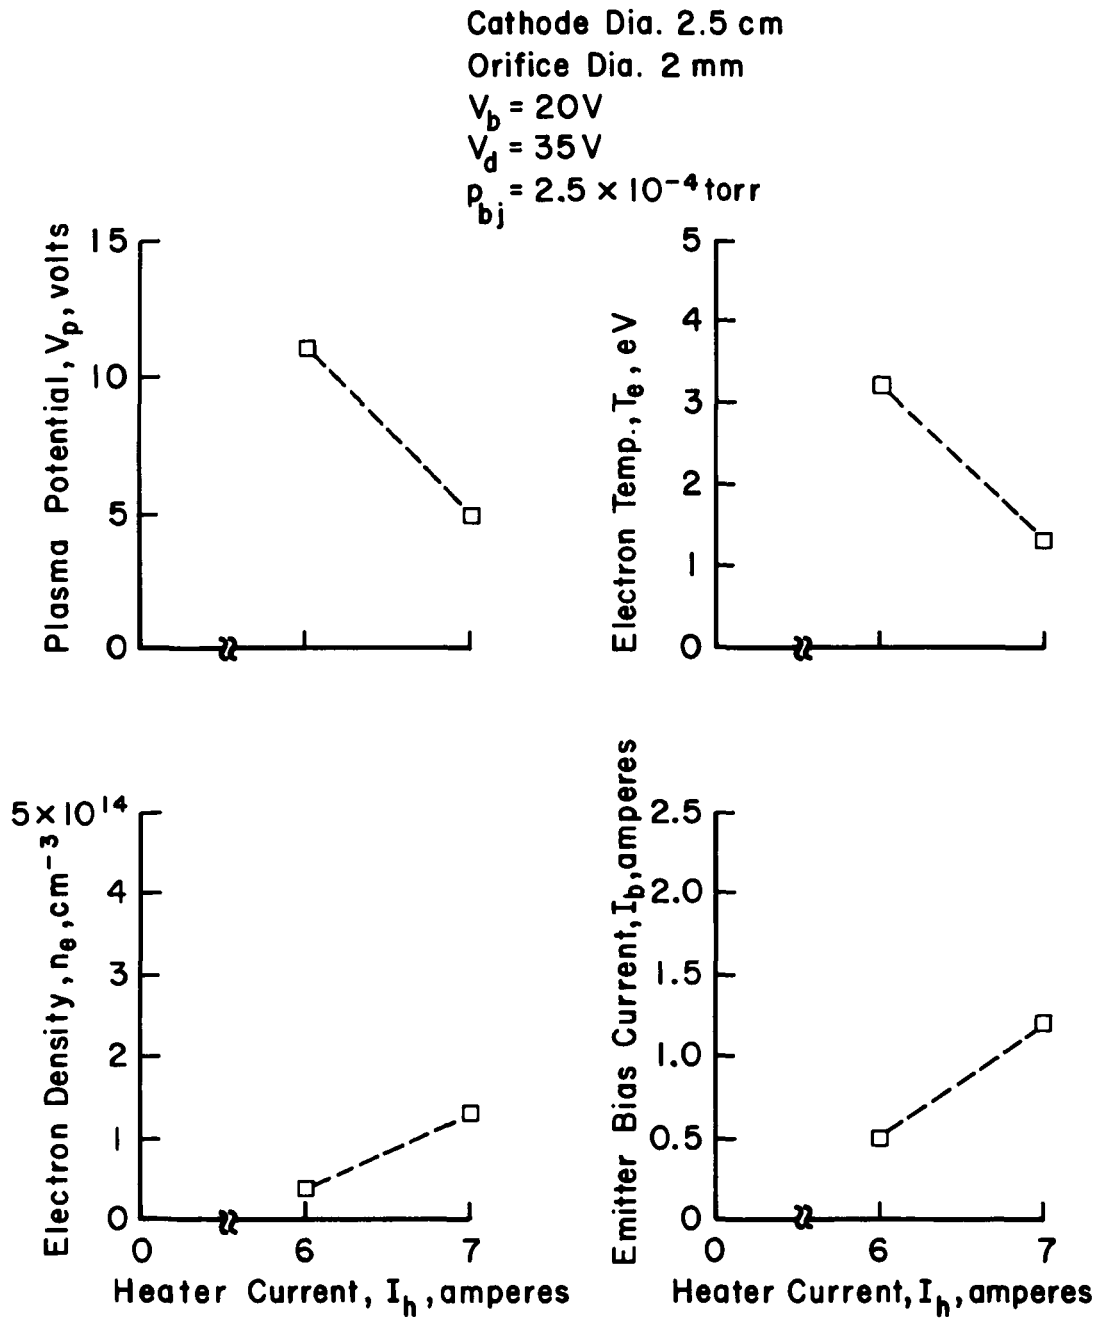 Cathode Dia. 2.5 cm
Orifice Dia. 2 mm
V_b = 20V
V_d = 35V
p_bj = 2.5 × 10⁻⁴ torr
Plasma Potential, V_p, volts
15
10
5
0
Electron Temp., T_e, eV
5
4
3
2
1
0
Electron Density, n_e, cm⁻³
5×10¹⁴
4
3
2
1
0
0 6 7
Heater Current, I_h, amperes
Emitter Bias Current, I_b, amperes
2.5
2.0
1.5
1.0
0.5
0
0 6 7
Heater Current, I_h, amperes